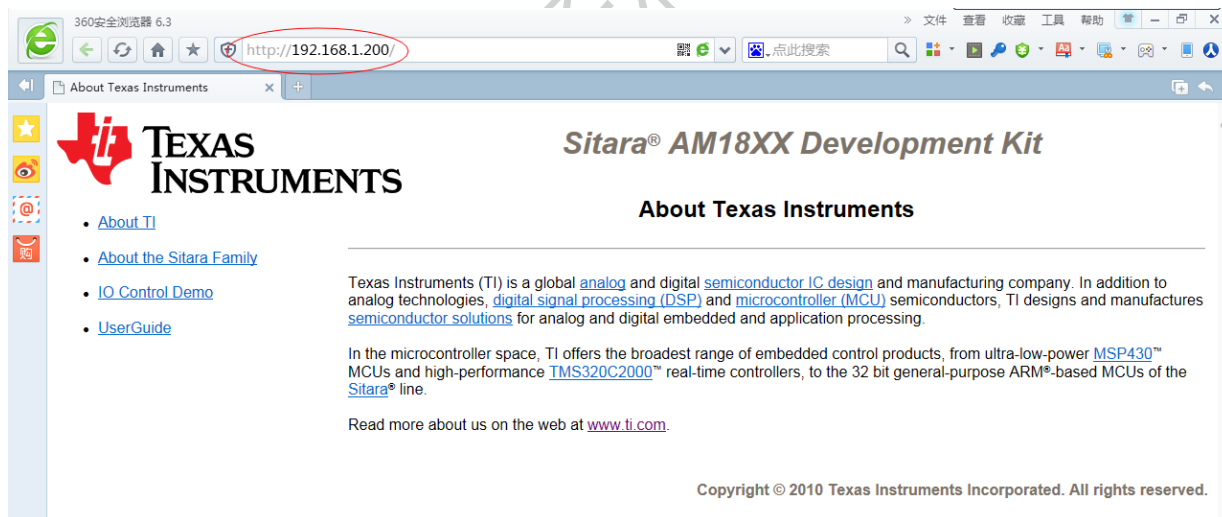 360安全浏览器 6.3
» 文件 查看 收藏 工具 帮助
http://192.168.1.200/
点此搜索
About Texas Instruments
TEXAS
INSTRUMENTS
Sitara® AM18XX Development Kit
购
• About TI
• About the Sitara Family
• IO Control Demo
• UserGuide
About Texas Instruments
Texas Instruments (TI) is a global analog and digital semiconductor IC design and manufacturing company. In addition to
analog technologies, digital signal processing (DSP) and microcontroller (MCU) semiconductors, TI designs and manufactures
semiconductor solutions for analog and digital embedded and application processing.
In the microcontroller space, TI offers the broadest range of embedded control products, from ultra-low-power MSP430™
MCUs and high-performance TMS320C2000™ real-time controllers, to the 32 bit general-purpose ARM®-based MCUs of the
Sitara® line.
Read more about us on the web at www.ti.com.
Copyright © 2010 Texas Instruments Incorporated. All rights reserved.